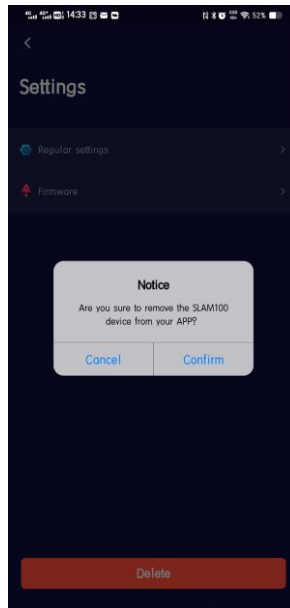 14:33
52%
Settings
Regular settings
Firmware
Notice
Are you sure to remove the SLAM100
device from your APP?
Cancel
Confirm
Delete